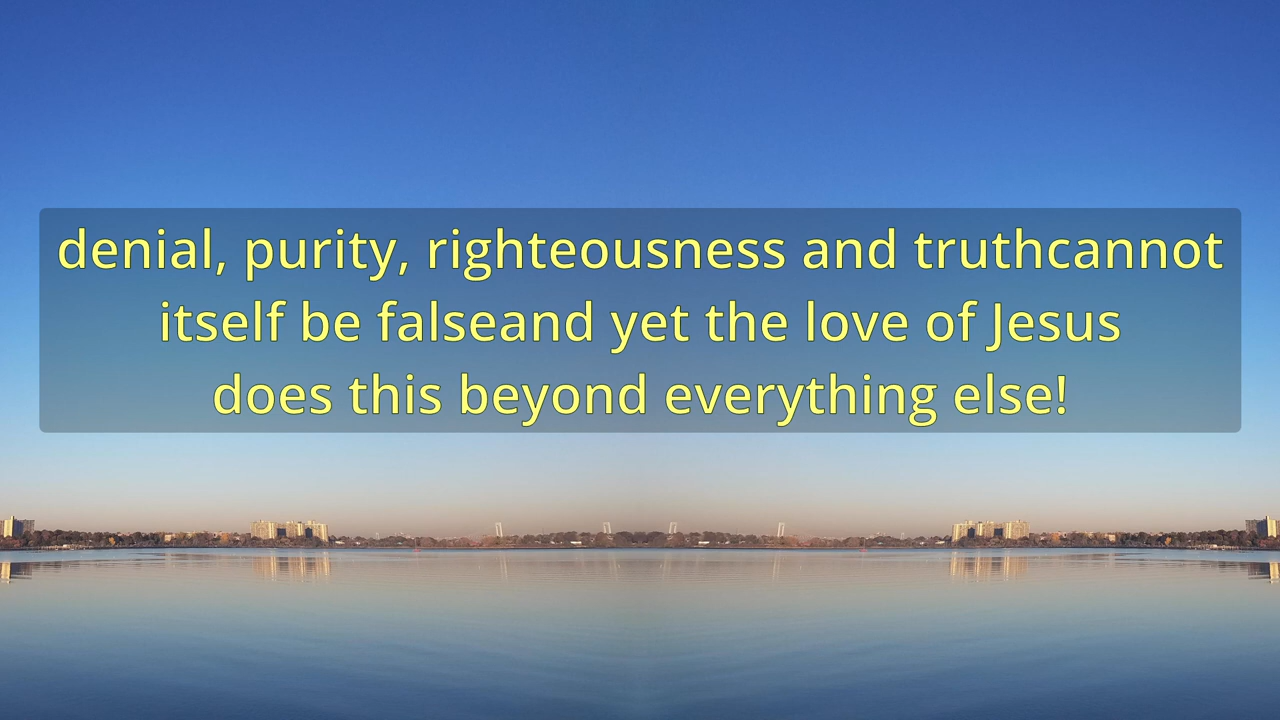 denial, purity, righteousness and truthcannot
itself be falseand yet the love of Jesus
does this beyond everything else!